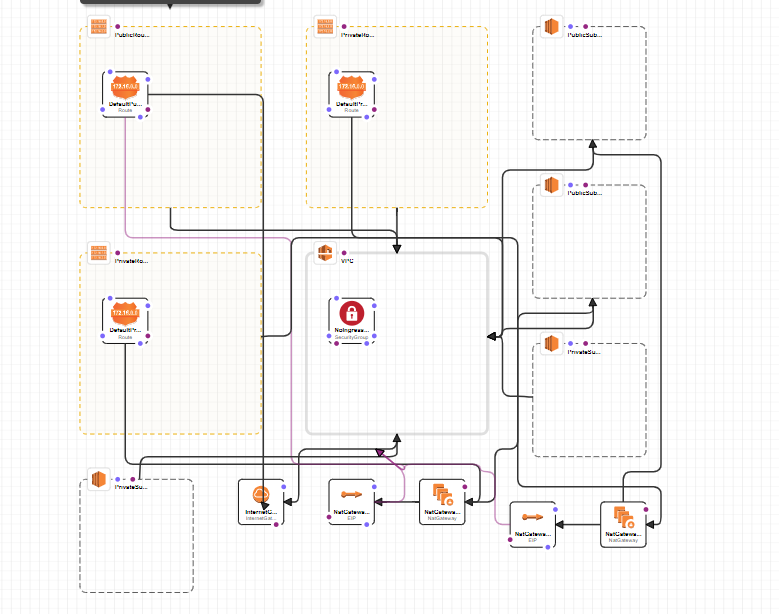 PublicRou...
PrivateRo...
PublicSub...
172.16.0.0
DefaultPu...
Route
172.16.0.0
DefaultPr...
Route
PublicSub...
PrivateRo...
VPC
172.16.0.0
DefaultPr...
Route
NoIngress...
SecurityGroup
PrivateSu...
PrivateSu...
InternetG...
InternetGat...
NatGatewa...
EIP
NatGatewa...
NatGateway
NatGatewa...
EIP
NatGatewa...
NatGateway